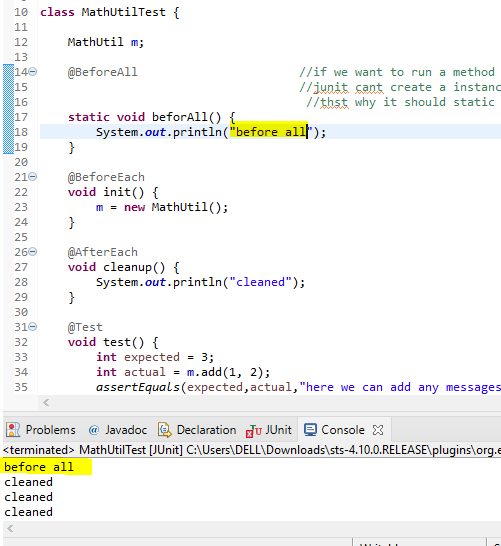 10 class MathUtilTest {
11
12 MathUtil m;
13
14 @BeforeAll //if we want to run a method
15 //junit cant create a instanc
16 //thst why it should static
17 static void beforAll() {
18 System.out.println("before all");
19 }
20
21 @BeforeEach
22 void init() {
23 m = new MathUtil();
24 }
25
26 @AfterEach
27 void cleanup() {
28 System.out.println("cleaned");
29 }
30
31 @Test
32 void test() {
33 int expected = 3;
34 int actual = m.add(1, 2);
35 assertEquals(expected,actual,"here we can add any messages
Problems @ Javadoc Declaration JUnit Console
<terminated> MathUtilTest [JUnit] C:\Users\DELL\Downloads\sts-4.10.0.RELEASE\plugins\org.e
before all
cleaned
cleaned
cleaned